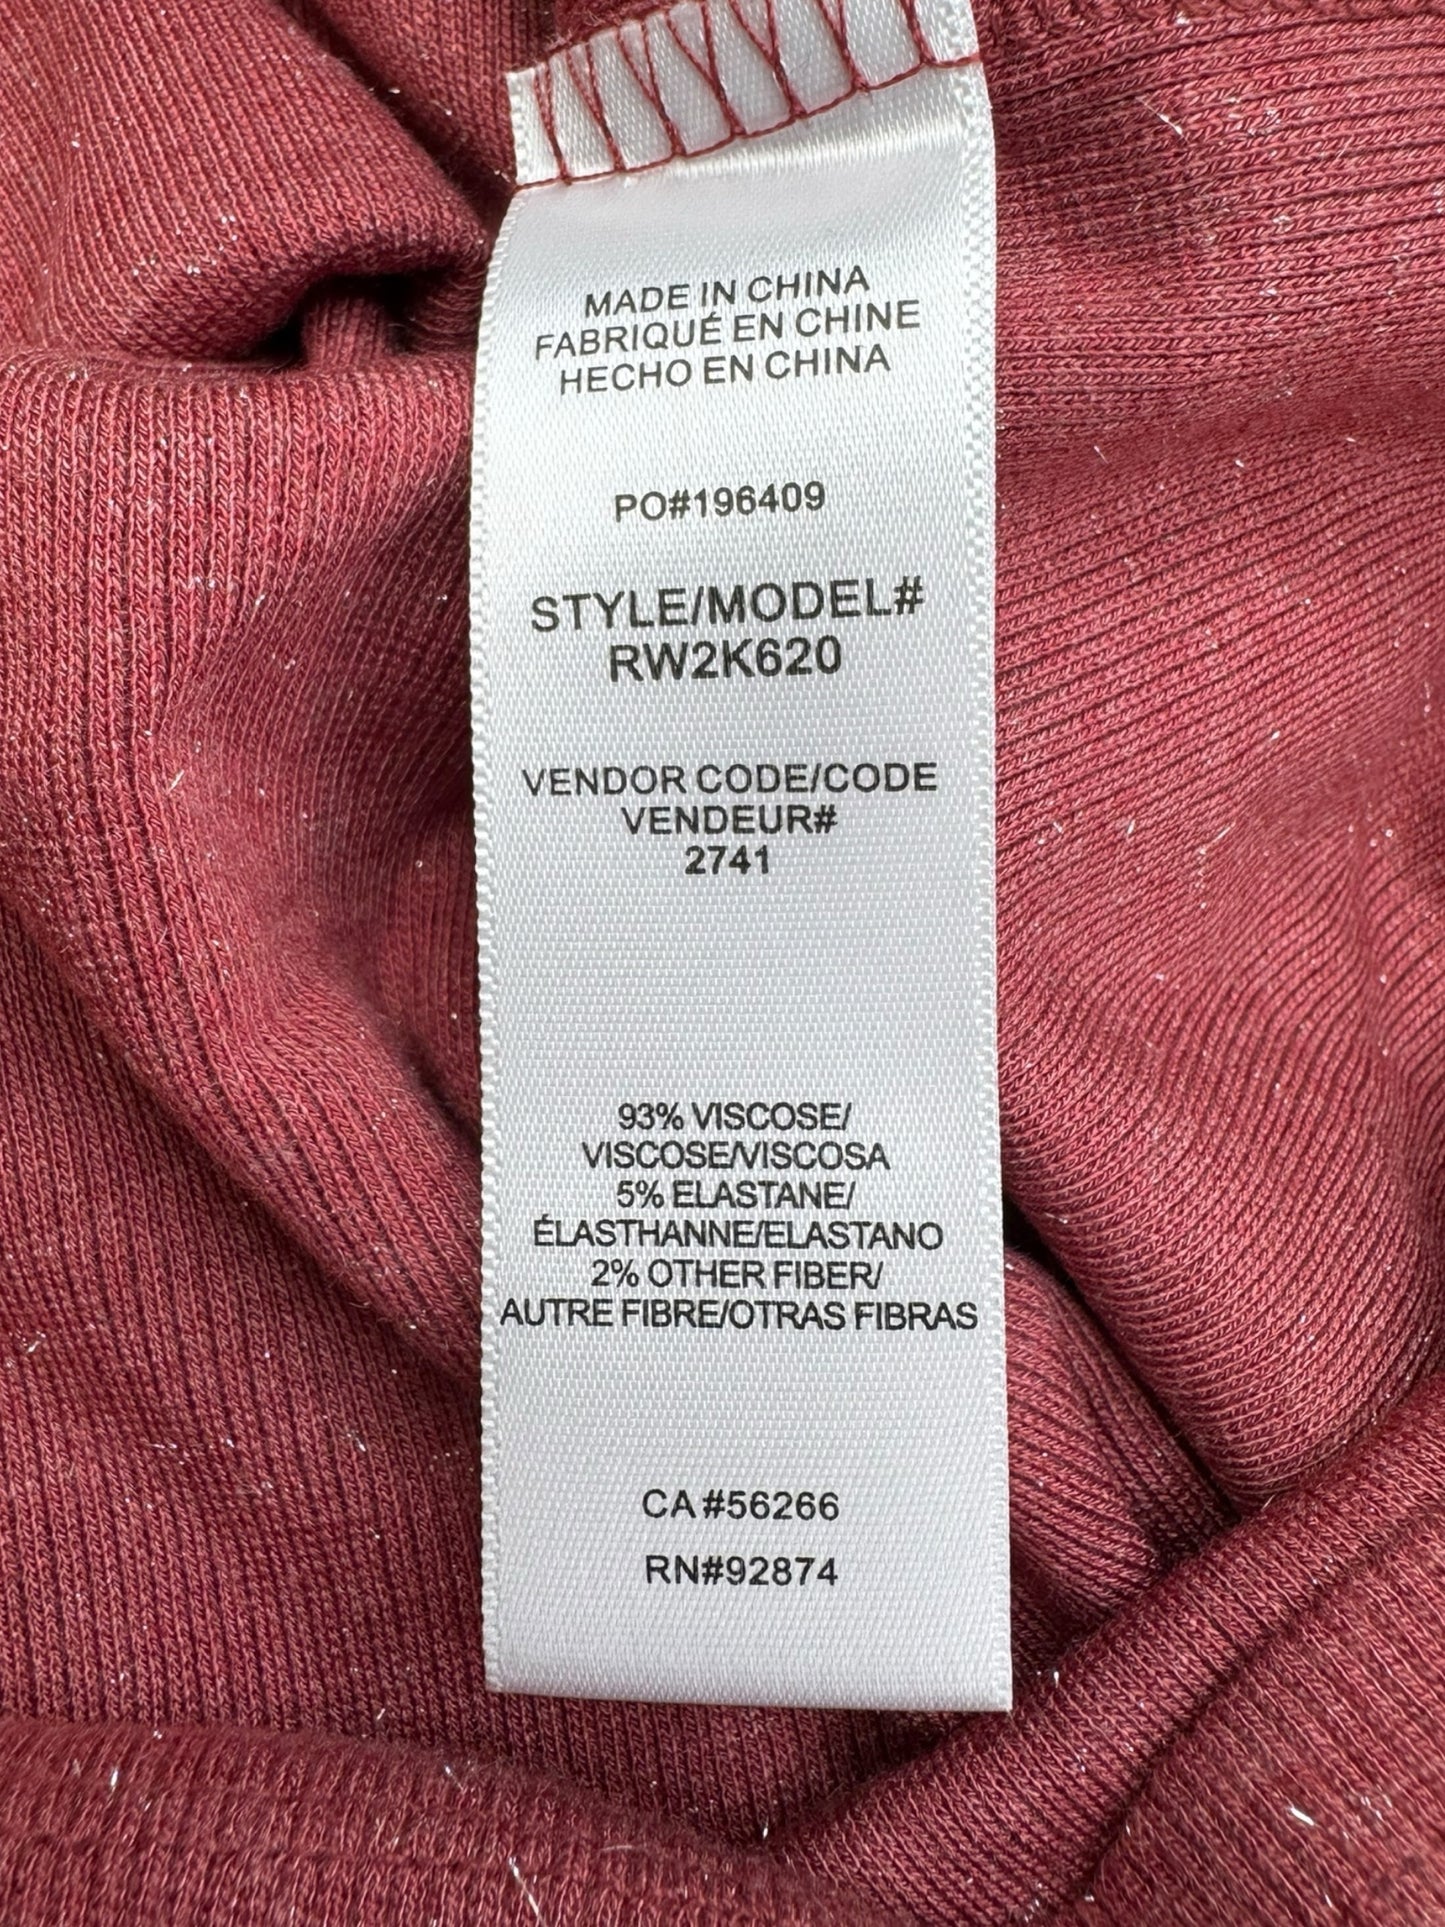 MADE IN CHINA
FABRIQUÉ EN CHINE
HECHO EN CHINA
PO#196409
STYLE/MODEL#
RW2K620
VENDOR CODE/CODE
VENDEUR#
2741
93% VISCOSE/
VISCOSE/VISCOSA
5% ELASTANE/
ÉLASTHANNE/ELASTANO
2% OTHER FIBER/
AUTRE FIBRE/OTRAS FIBRAS
CA #56266
RN#92874